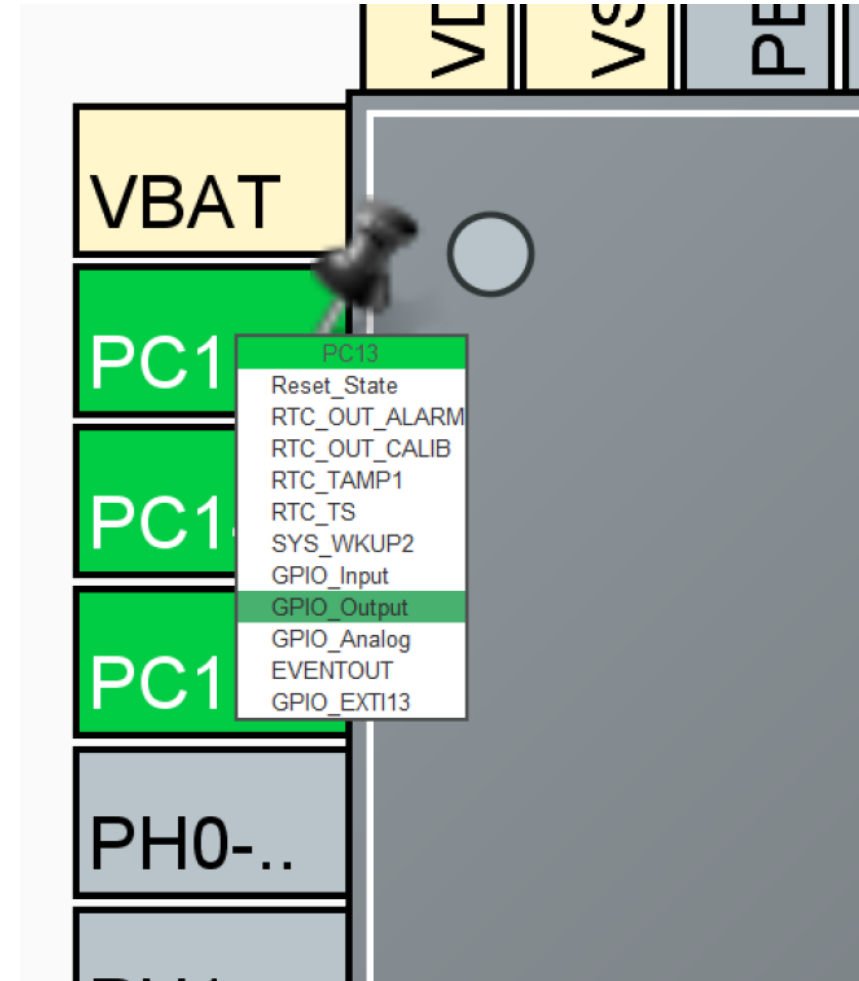 VBAT
PC1
PC13
Reset_State
RTC_OUT_ALARM
RTC_OUT_CALIB
RTC_TAMP1
RTC_TS
SYS_WKUP2
GPIO_Input
GPIO_Output
GPIO_Analog
EVENTOUT
GPIO_EXTI13
PC1
PC1
PH0-..